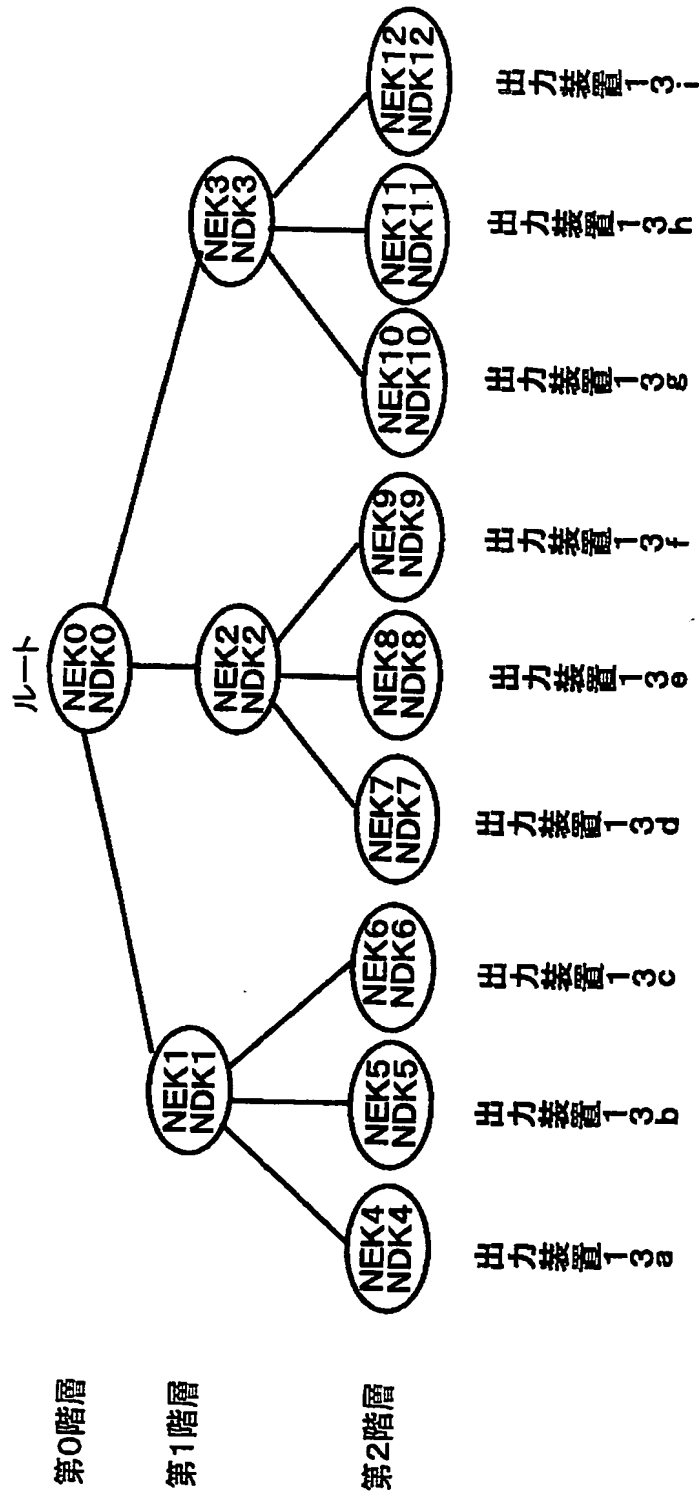 ルート
第0階層
NEK0
NDK0
第1階層
NEK1
NDK1
NEK2
NDK2
NEK3
NDK3
第2階層
NEK4
NDK4
NEK5
NDK5
NEK6
NDK6
NEK7
NDK7
NEK8
NDK8
NEK9
NDK9
NEK10
NDK10
NEK11
NDK11
NEK12
NDK12
出力装置13a
出力装置13b
出力装置13c
出力装置13d
出力装置13e
出力装置13f
出力装置13g
出力装置13h
出力装置13i